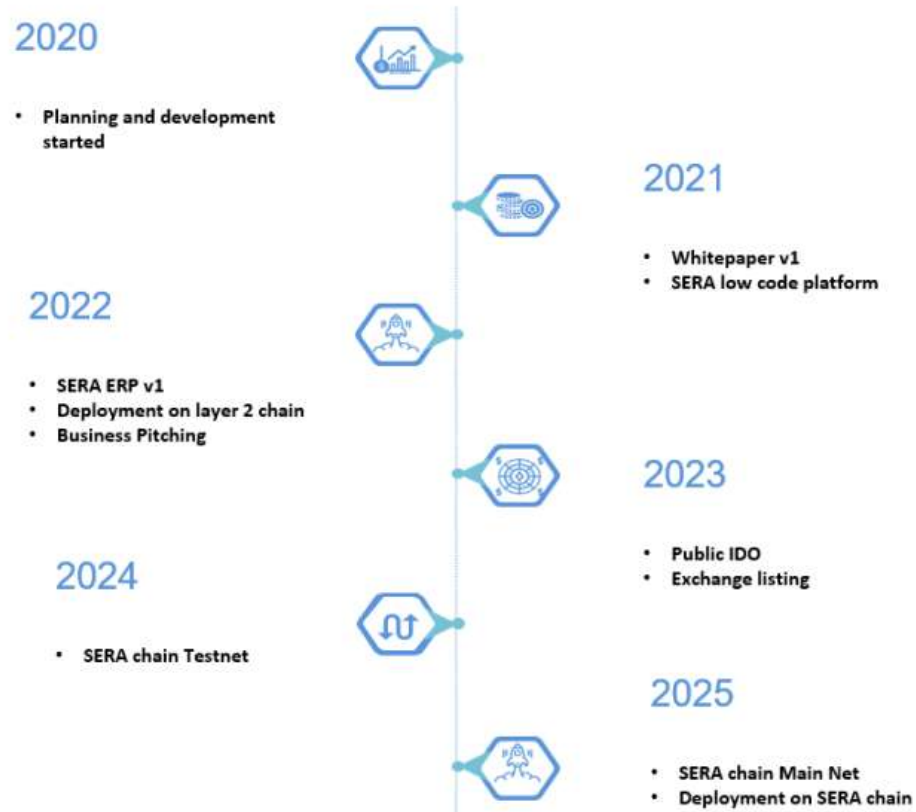 2020
• Planning and development
started
2021
• Whitepaper v1
• SERA low code platform
2022
• SERA ERP v1
• Deployment on layer 2 chain
• Business Pitching
2023
• Public IDO
• Exchange listing
2024
• SERA chain Testnet
2025
• SERA chain Main Net
• Deployment on SERA chain